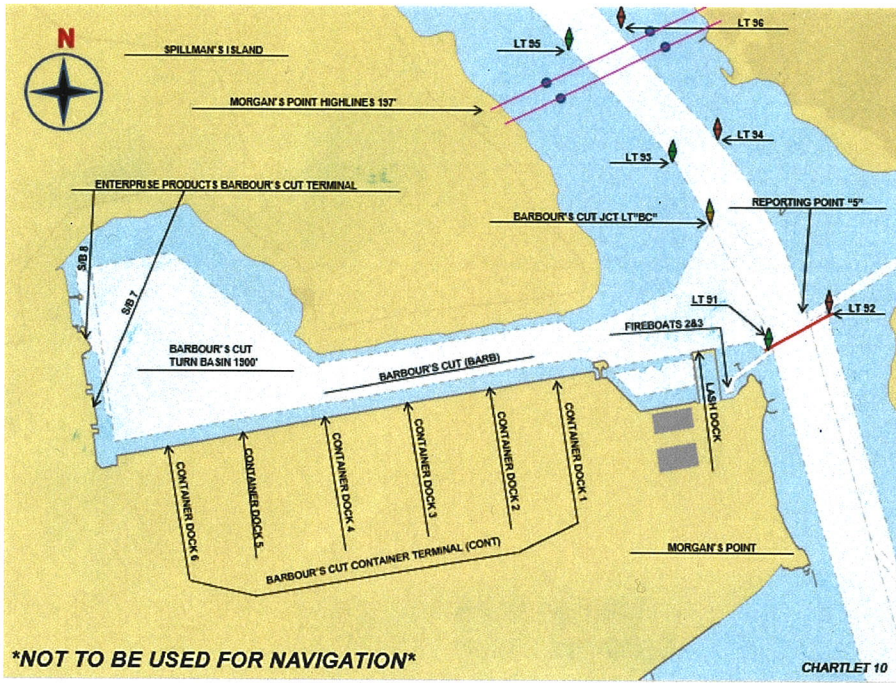 N
SPILLMAN'S ISLAND
LT 95
LT 96
MORGAN'S POINT HIGHLINES 197'
LT 93
LT 94
ENTERPRISE PRODUCTS BARBOUR'S CUT TERMINAL
REPORTING POINT "5"
BARBOUR'S CUT JCT LT"BC"
S/B 8
S/B 7
LT 91
LT 92
FIREBOATS 2&3
BARBOUR'S CUT
TURN BASIN 1900'
BARBOUR'S CUT (BARB)
LASH DOCK
CONTAINER DOCK 6
CONTAINER DOCK 5
CONTAINER DOCK 4
CONTAINER DOCK 3
CONTAINER DOCK 2
CONTAINER DOCK 1
BARBOUR'S CUT CONTAINER TERMINAL (CONT)
MORGAN'S POINT
*NOT TO BE USED FOR NAVIGATION*
CHARTLET 10